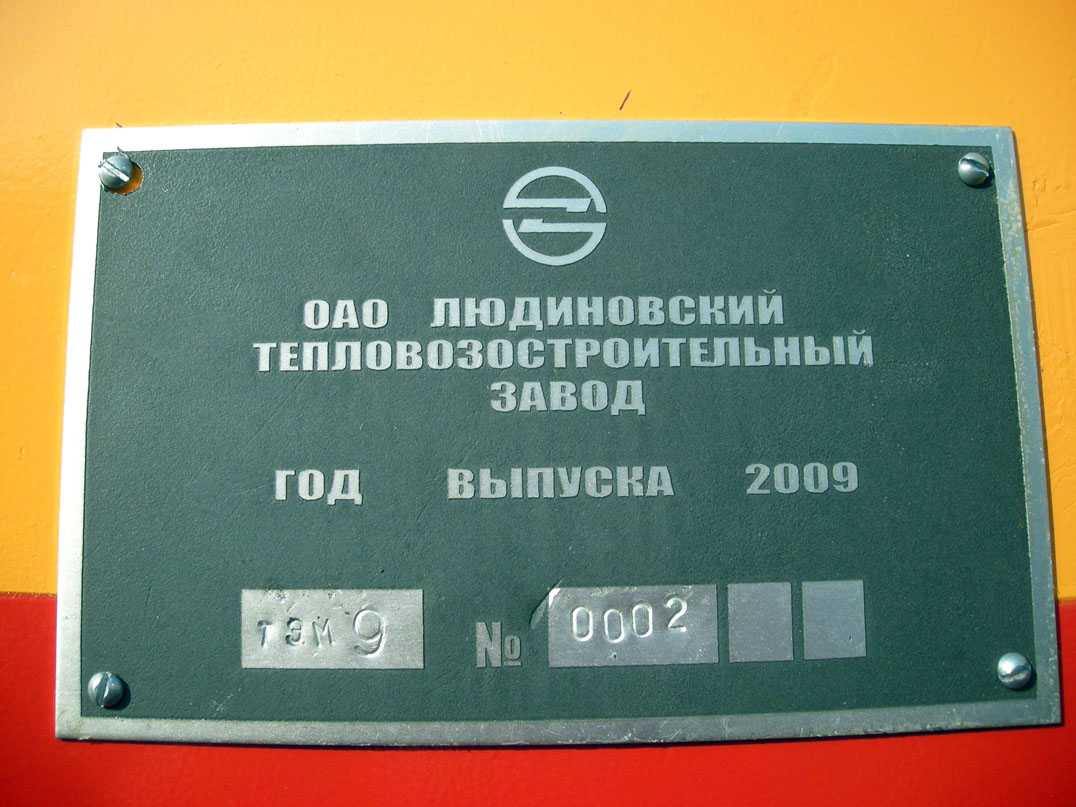 ОАО ЛЮДИНОВСКИЙ
ТЕПЛОВОЗОСТРОИТЕЛЬНЫЙ
ЗАВОД
ГОД ВЫПУСКА 2009
ТЭМ 9 № 0002